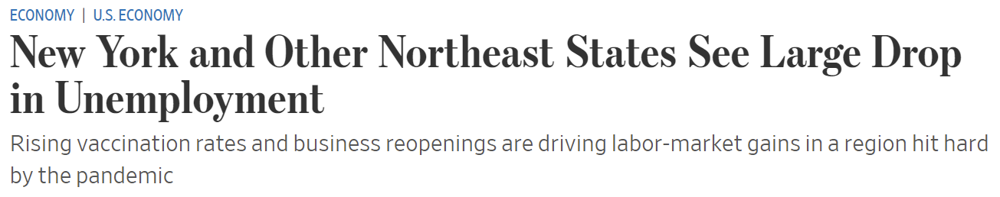 ECONOMY | U.S. ECONOMY
New York and Other Northeast States See Large Drop
in Unemployment
Rising vaccination rates and business reopenings are driving labor-market gains in a region hit hard
by the pandemic